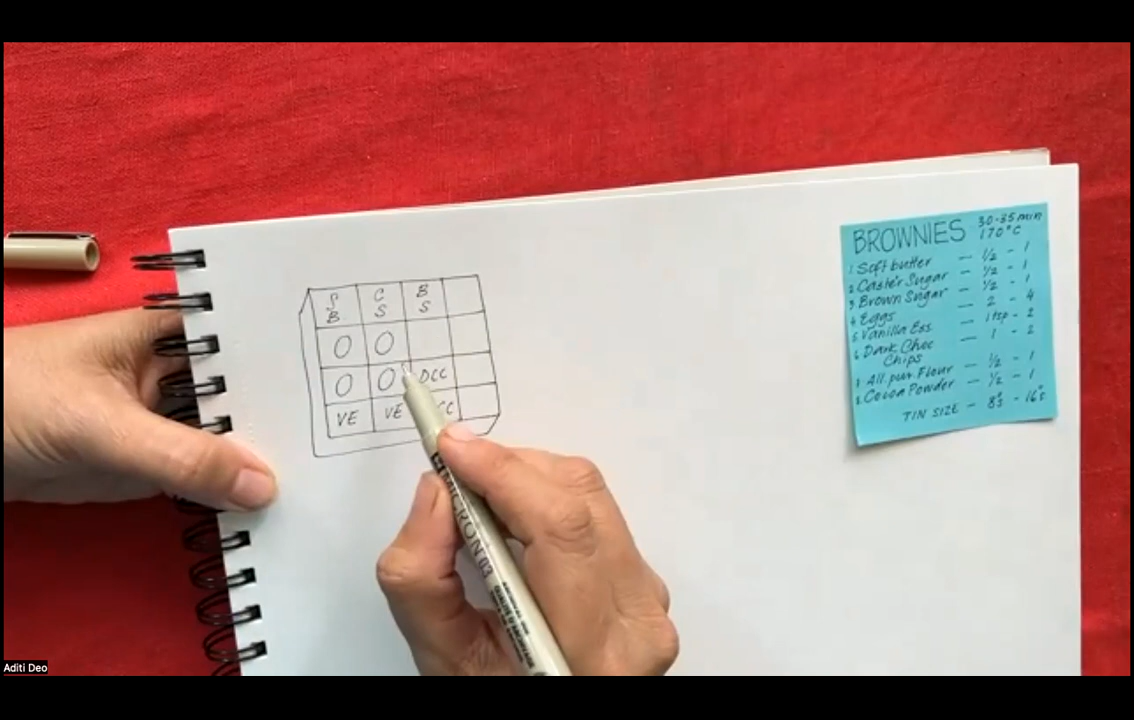 BROWNIES 30-35 min
170°C
1 Soft butter — 1/2 - 1
2 Caster Sugar — 1/2 - 1
3 Brown Sugar — 1/2 - 1
4 Eggs — 2 - 4
5 Vanilla Ess — 1 tsp - 2
6 Dark Choc Chips — 1 - 2
All pur Flour — 1/2 - 1
Cocoa Powder — 1/2 - 1
TIN SIZE — 8"s - 16"s
S B
C S
B S
O O
O O DCC
VE VE CC
MICRON 03
Aditi Deo